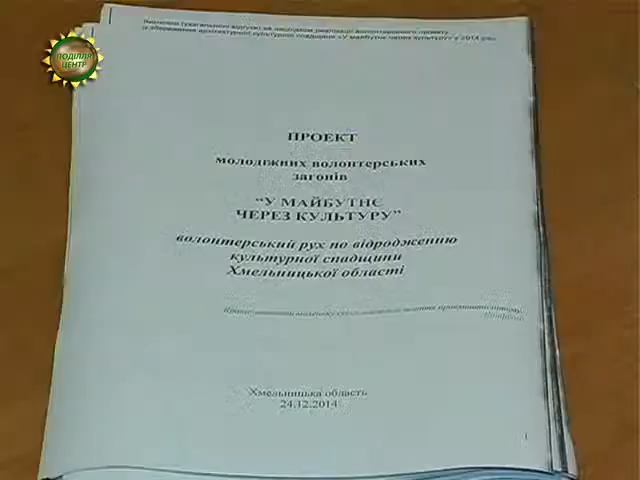 ПОДІЛЛЯ
ЦЕНТР
ПРОЕКТ
молодіжних волонтерських
загонів
“У МАЙБУТНЄ
ЧЕРЕЗ КУЛЬТУРУ”
волонтерський рух по відродженню
культурної спадщини
Хмельницької області
Хмельницька область
24.12.2014
1